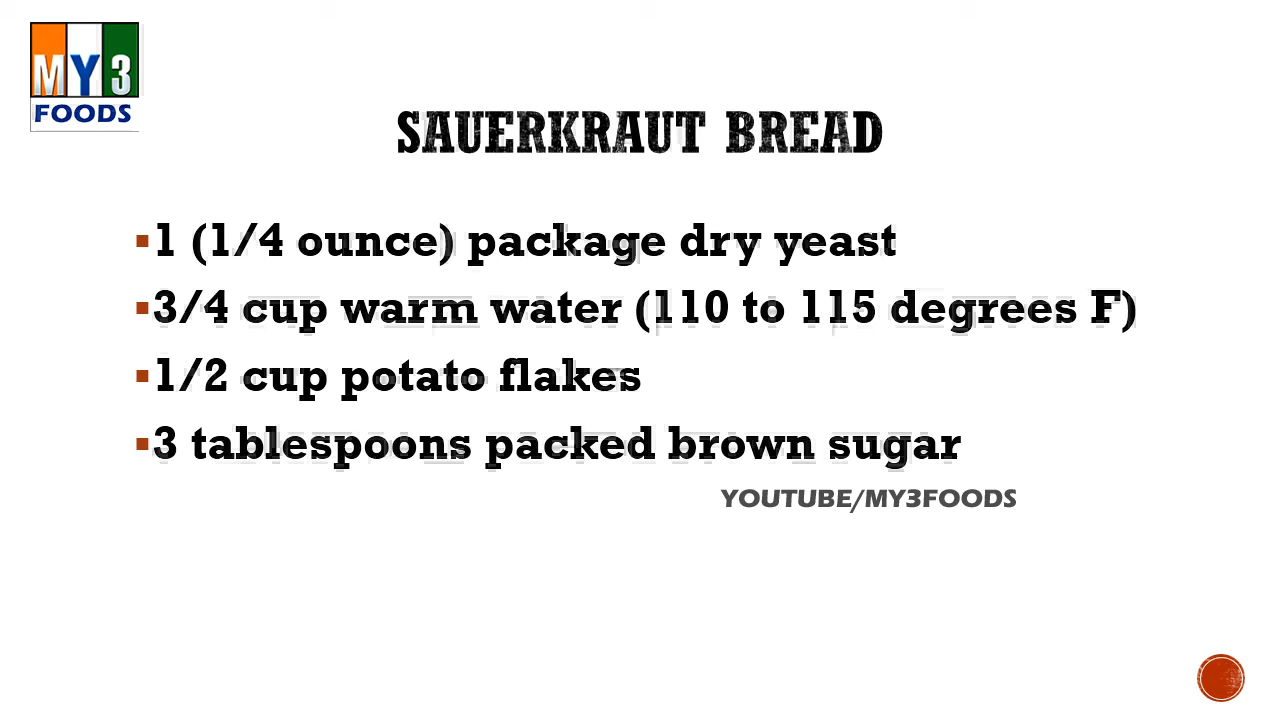 MY3
FOODS
SAUERKRAUT BREAD
1 (1/4 ounce) package dry yeast
3/4 cup warm water (110 to 115 degrees F)
1/2 cup potato flakes
3 tablespoons packed brown sugar
YOUTUBE/MY3FOODS